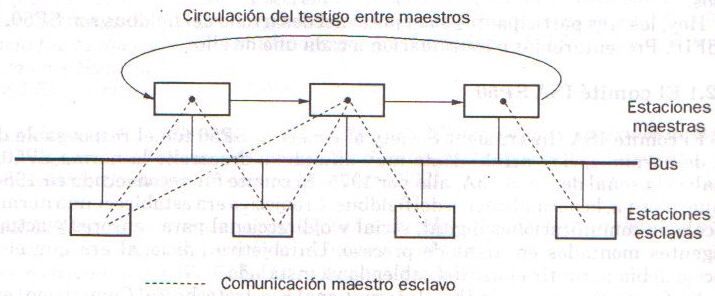 Circulación del testigo entre maestros
Estaciones
maestras
Bus
Estaciones
esclavas
Comunicación maestro esclavo